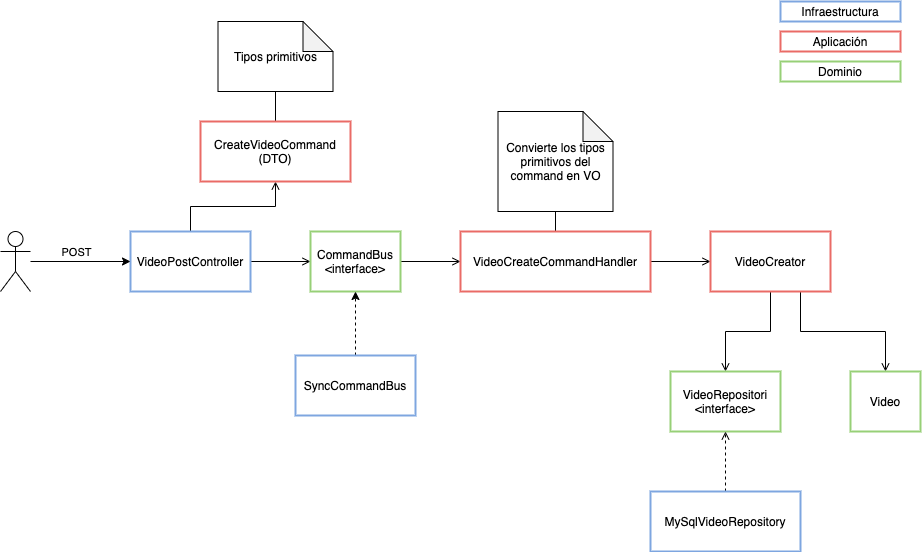 Infraestructura
Aplicación
Dominio
Tipos primitivos
CreateVideoCommand
(DTO)
Convierte los tipos
primitivos del
command en VO
POST
VideoPostController
CommandBus
<interface>
VideoCreateCommandHandler
VideoCreator
SyncCommandBus
VideoRepositori
<interface>
Video
MySqlVideoRepository